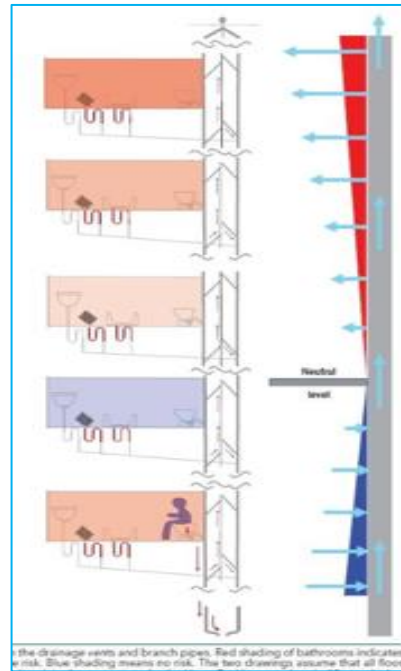 Neutral
level
the drainage vents and branch pipes. Red shading of bathrooms indicates
risk. Blue shading means no risk. The two drawings assume that all floor